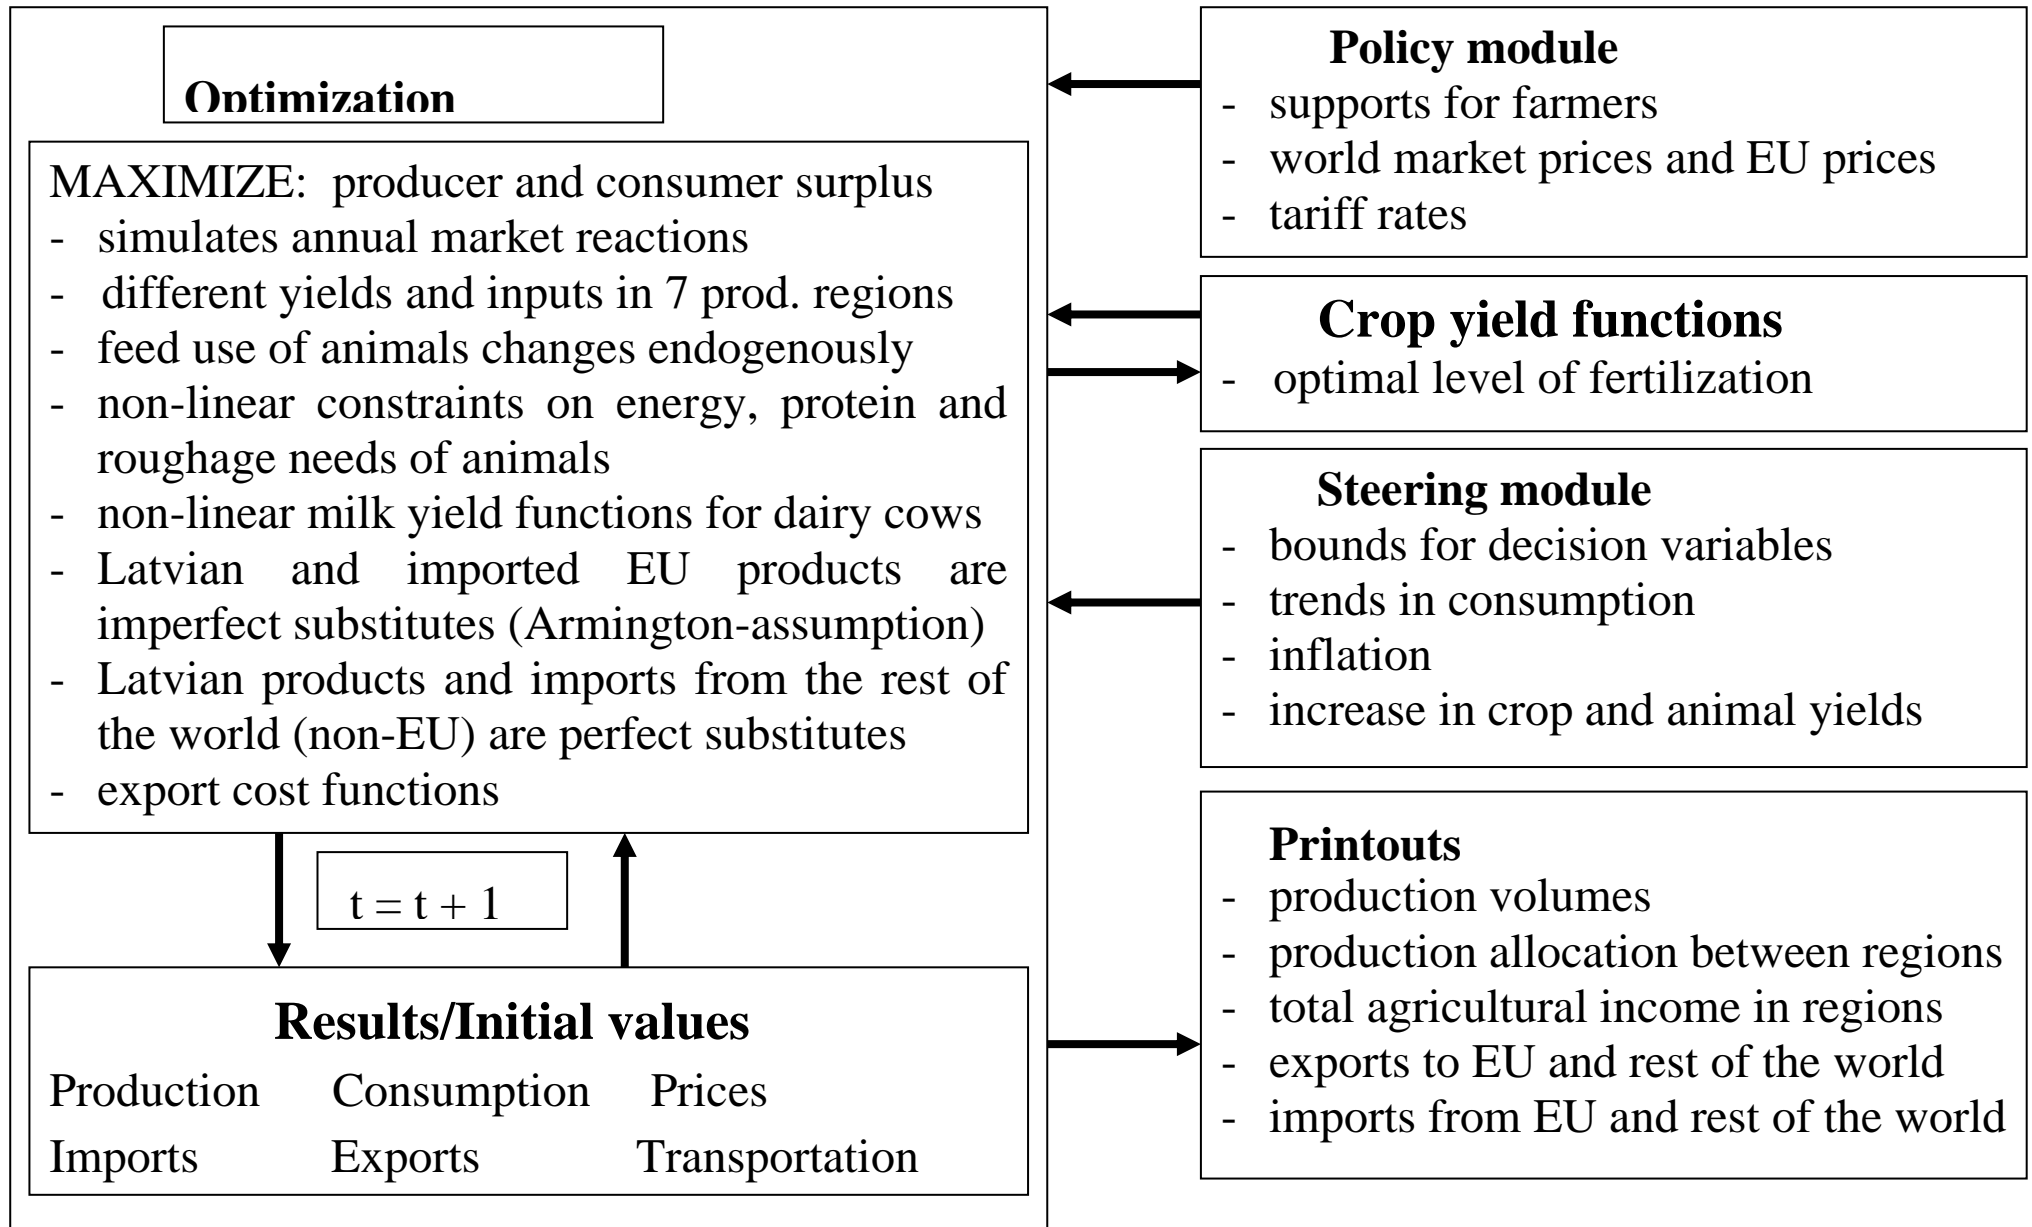 Optimization
MAXIMIZE: producer and consumer surplus
- simulates annual market reactions
- different yields and inputs in 7 prod. regions
- feed use of animals changes endogenously
- non-linear constraints on energy, protein and
roughage needs of animals
- non-linear milk yield functions for dairy cows
- Latvian and imported EU products are
imperfect substitutes (Armington-assumption)
- Latvian products and imports from the rest of
the world (non-EU) are perfect substitutes
- export cost functions
t = t + 1
Results/Initial values
Production Consumption Prices
Imports Exports Transportation
Policy module
- supports for farmers
- world market prices and EU prices
- tariff rates
Crop yield functions
- optimal level of fertilization
Steering module
- bounds for decision variables
- trends in consumption
- inflation
- increase in crop and animal yields
Printouts
- production volumes
- production allocation between regions
- total agricultural income in regions
- exports to EU and rest of the world
- imports from EU and rest of the world